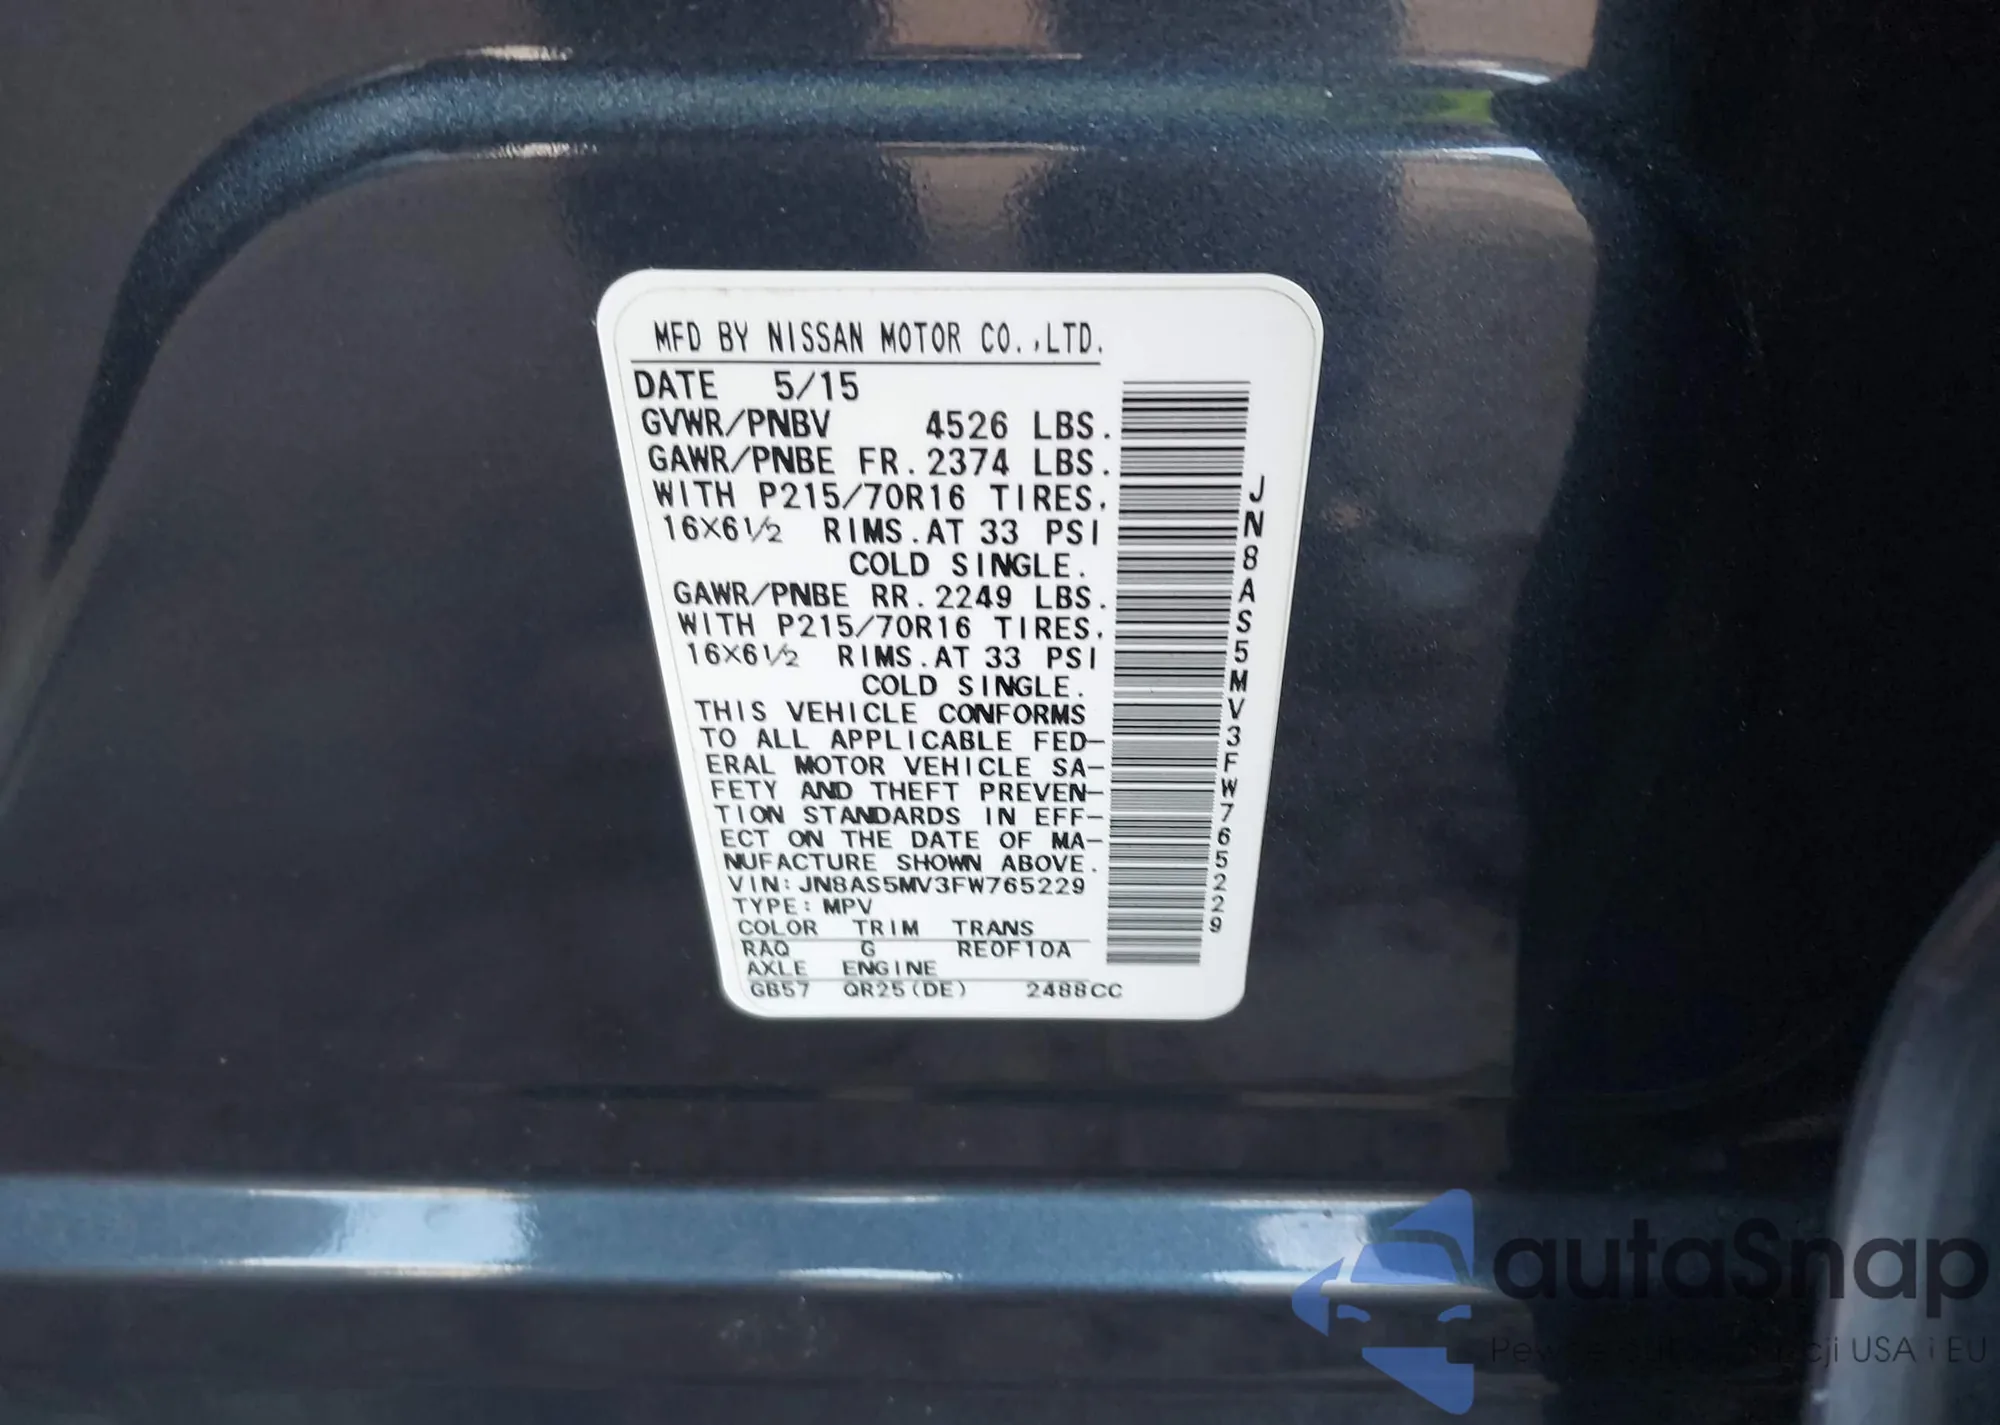 MFD BY NISSAN MOTOR CO.,LTD.
DATE 5/15
GVWR/PNBV 4526 LBS.
GAWR/PNBE FR.2374 LBS.
WITH P215/70R16 TIRES.
16X6½ RIMS.AT 33 PSI
COLD SINGLE.
GAWR/PNBE RR.2249 LBS.
WITH P215/70R16 TIRES.
16X6½ RIMS.AT 33 PSI
COLD SINGLE.
THIS VEHICLE CONFORMS
TO ALL APPLICABLE FED-
ERAL MOTOR VEHICLE SA-
FETY AND THEFT PREVEN-
TION STANDARDS IN EFF-
ECT ON THE DATE OF MA-
NUFACTURE SHOWN ABOVE.
VIN:JN8AS5MV3FW765229
TYPE:MPV
COLOR TRIM TRANS
RAQ G RE0F10A
AXLE ENGINE
GB57 QR25(DE) 2488CC
JN8AS5MV3FW765229
autaSnap
USA i EU